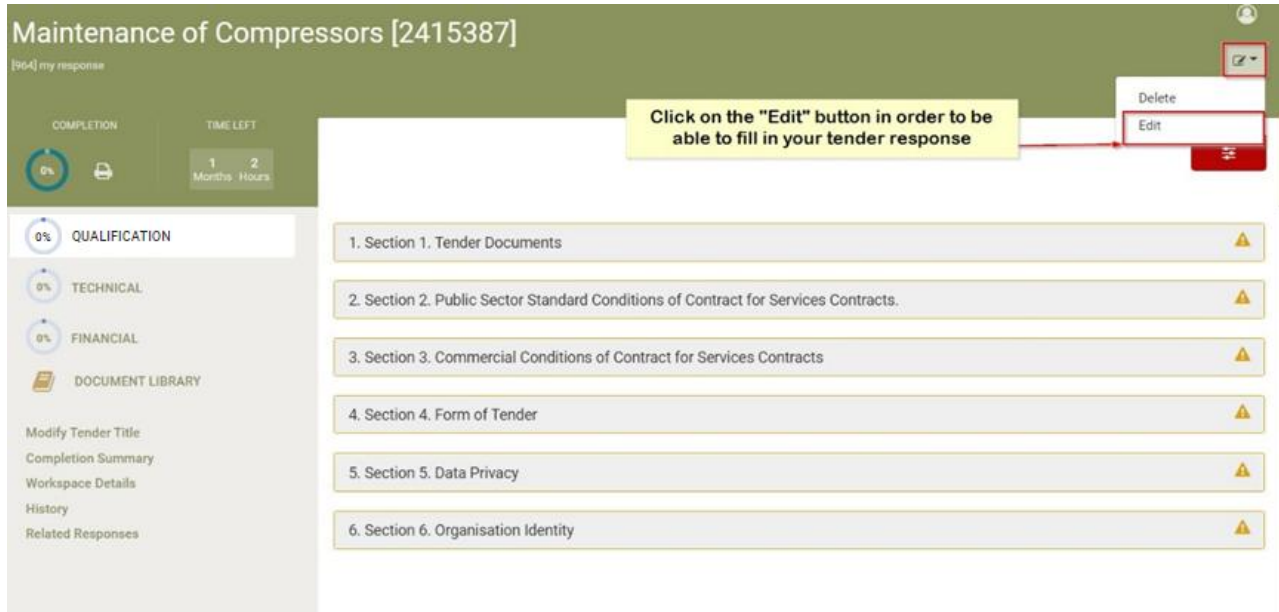 Maintenance of Compressors [2415387]
[964] my response
Delete
Edit
Click on the "Edit" button in order to be
able to fill in your tender response
COMPLETION
TIME LEFT
0%
1 2
Months Hours
0% QUALIFICATION
0% TECHNICAL
0% FINANCIAL
DOCUMENT LIBRARY
Modify Tender Title
Completion Summary
Workspace Details
History
Related Responses
1. Section 1. Tender Documents
2. Section 2. Public Sector Standard Conditions of Contract for Services Contracts.
3. Section 3. Commercial Conditions of Contract for Services Contracts
4. Section 4. Form of Tender
5. Section 5. Data Privacy
6. Section 6. Organisation Identity